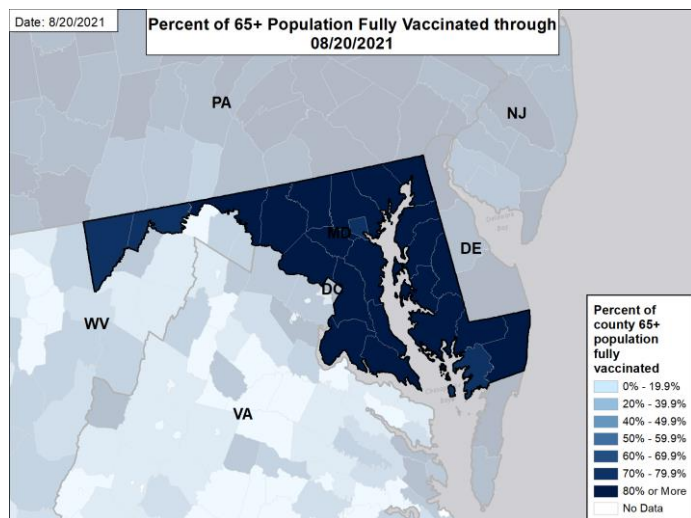 Date: 8/20/2021
Percent of 65+ Population Fully Vaccinated through
08/20/2021
PA
NJ
MD
DE
DC
WV
VA
Delaware
Bay
Percent of
county 65+
population
fully
vaccinated
0% - 19.9%
20% - 39.9%
40% - 49.9%
50% - 59.9%
60% - 69.9%
70% - 79.9%
80% or More
No Data